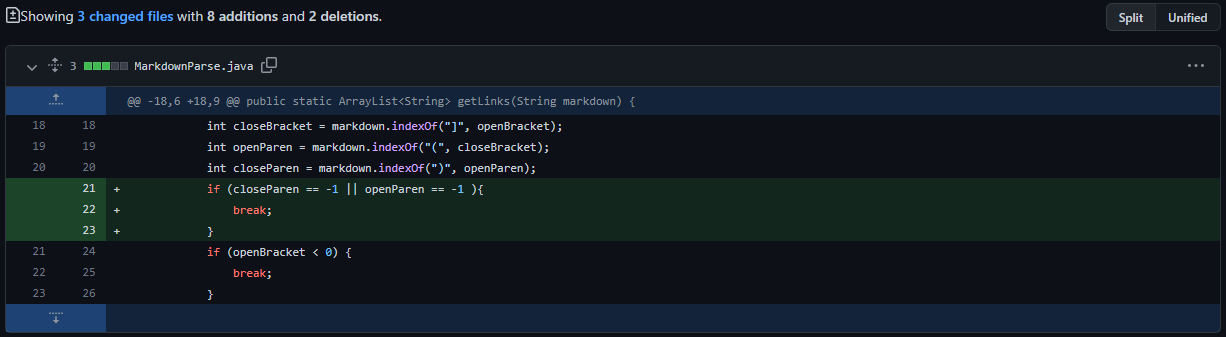 Showing 3 changed files with 8 additions and 2 deletions.
Split Unified
3 MarkdownParse.java
@@ -18,6 +18,9 @@ public static ArrayList<String> getLinks(String markdown) {
18 18 int closeBracket = markdown.indexOf("]", openBracket);
19 19 int openParen = markdown.indexOf("(", closeBracket);
20 20 int closeParen = markdown.indexOf(")", openParen);
21 + if (closeParen == -1 || openParen == -1 ){
22 + break;
23 + }
21 24 if (openBracket < 0) {
22 25 break;
23 26 }